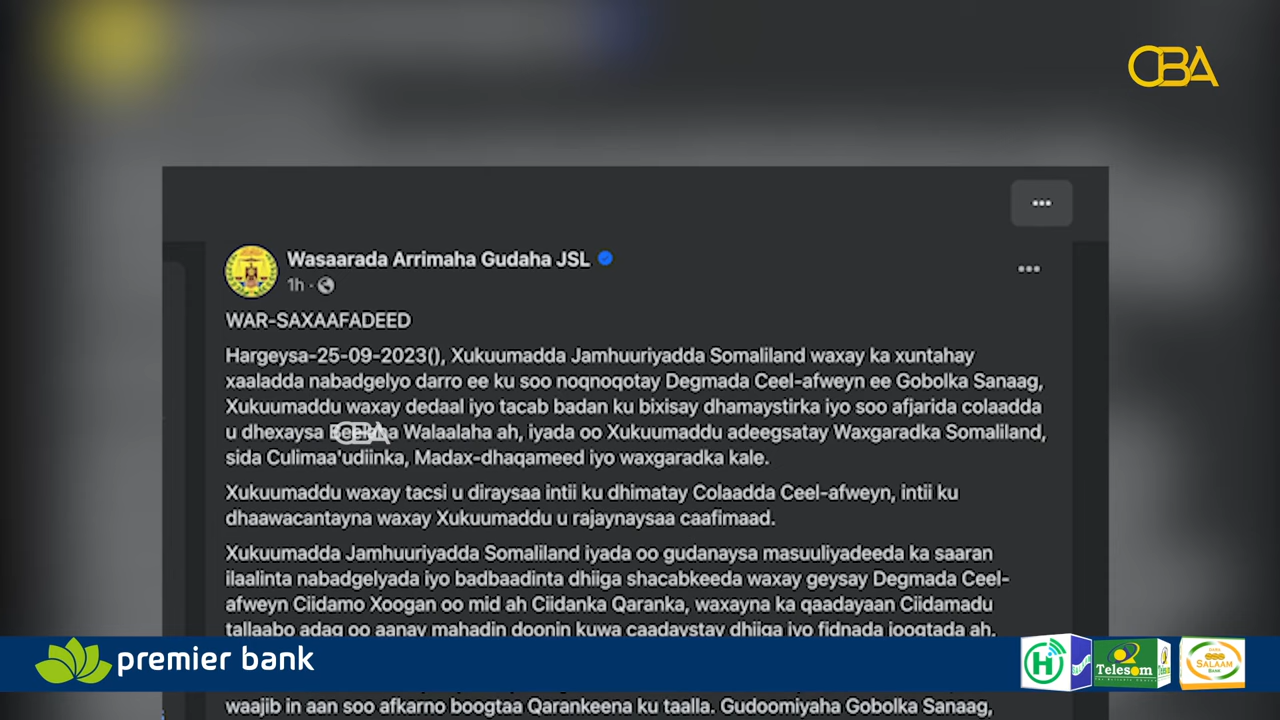 CBA
Wasaarada Arrimaha Gudaha JSL
1h ·
WAR-SAXAAFADEED
Hargeysa-25-09-2023(), Xukuumadda Jamhuuriyadda Somaliland waxay ka xuntahay
xaaladda nabadgelyo darro ee ku soo noqnoqotay Degmada Ceel-afweyn ee Gobolka Sanaag,
Xukuumaddu waxay dedaal iyo tacab badan ku bixisay dhamaystirka iyo soo afjarida colaadda
u dhexaysa Walaalaha ah, iyada oo Xukuumaddu adeegsatay Waxgaradka Somaliland,
sida Culimaa'udiinka, Madax-dhaqameed iyo waxgaradka kale.
Xukuumaddu waxay tacsi u diraysaa intii ku dhimatay Colaadda Ceel-afweyn, intii ku
dhaawacantayna waxay Xukuumaddu u rajaynaysaa caafimaad.
Xukuumadda Jamhuuriyadda Somaliland iyada oo gudanaysa masuuliyadeeda ka saaran
ilaalinta nabadgelyada iyo badbaadinta dhiiga shacabkeeda waxay geysay Degmada Ceel-
afweyn Ciidamo Xoogan oo mid ah Ciidanka Qaranka, waxayna ka qaadayaan Ciidamadu
tallaabo adag oo aanay mahadin doonin kuwa caadaystay dhiiga iyo fidnada joogtada ah.
premier bank
Telesom
SALAAM
BANK
waajib in aan soo afkarno boogtaa Qarankeena ku taalla. Gudoomiyaha Gobolka Sanaag,